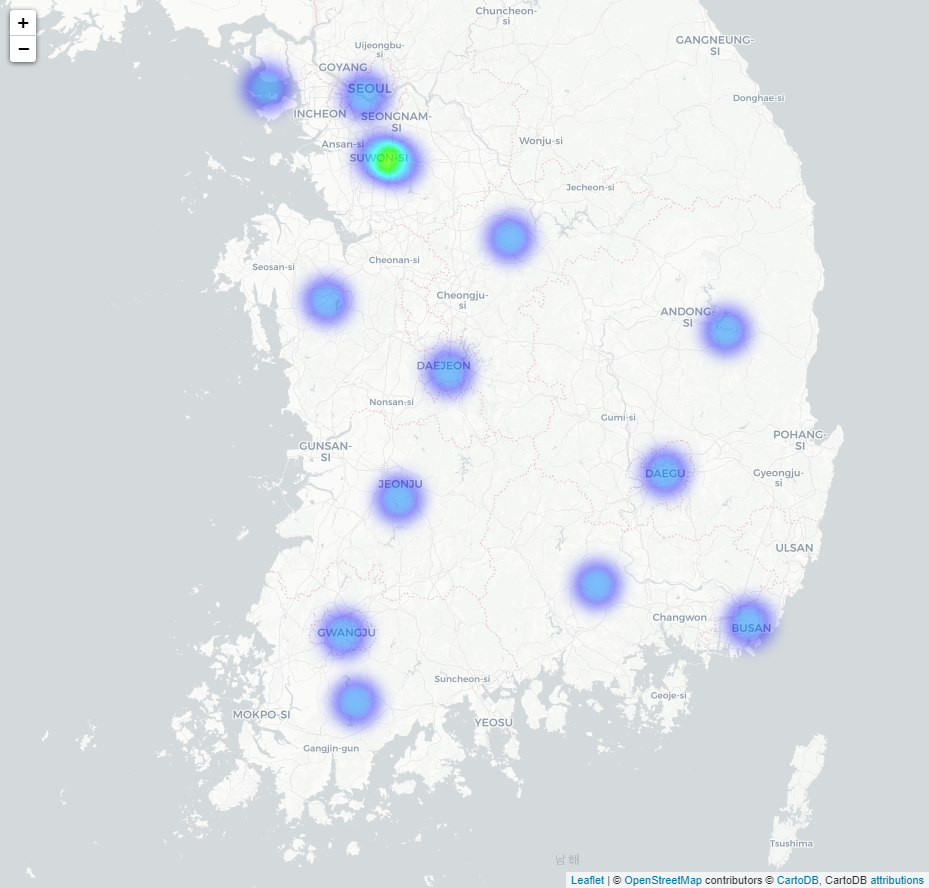 +
−
Chuncheon-
si
GANGNEUNG-
SI
Uijeongbu-
si
GOYANG
SEOUL
Donghae-si
INCHEON
SEONGNAM-
SI
Ansan-si
Wonju-si
SUWON-SI
Jecheon-si
Seosan-si
Cheonan-si
Cheongju-
si
ANDONG-
SI
DAEJEON
Nonsan-si
Gumi-si
POHANG-
SI
GUNSAN-
SI
DAEGU
Gyeongju-
si
JEONJU
ULSAN
Changwon
BUSAN
GWANGJU
Suncheon-si
Geoje-si
MOKPO-SI
YEOSU
Gangjin-gun
Tsushima
남해
Leaflet | © OpenStreetMap contributors © CartoDB, CartoDB attributions